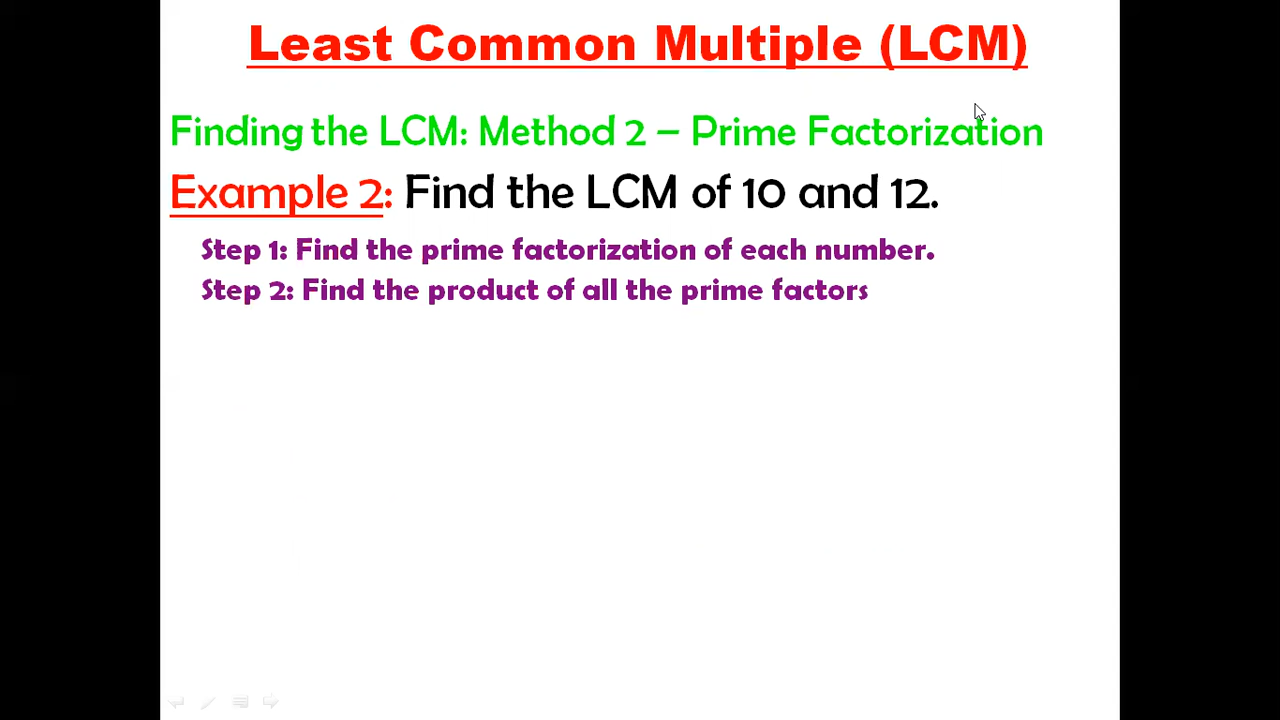 Least Common Multiple (LCM)
Finding the LCM: Method 2 – Prime Factorization
Example 2: Find the LCM of 10 and 12.
Step 1: Find the prime factorization of each number.
Step 2: Find the product of all the prime factors